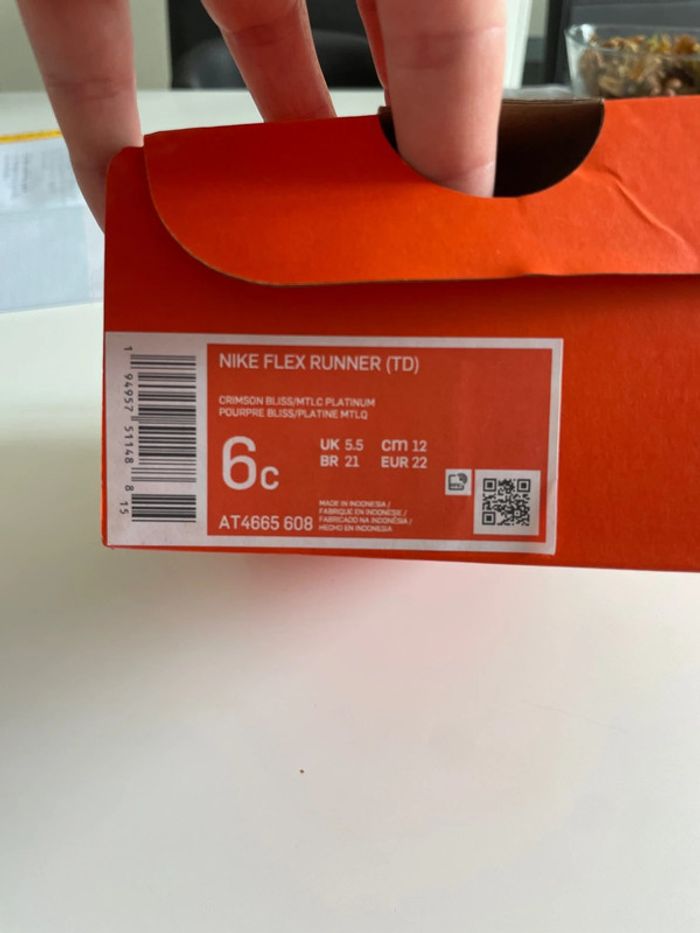 NIKE FLEX RUNNER (TD)
CRIMSON BLISS/MTLC PLATINUM
POURPRE BLISS/PLATINE MTLQ
6C
UK 5.5 cm 12
BR 21 EUR 22
AT4665 608
MADE IN INDONESIA /
FABRIQUE EN INDONESIE /
FABRICADO NA INDONÉSIA /
HECHO EN INDONESIA
1 94957 51148 8 15